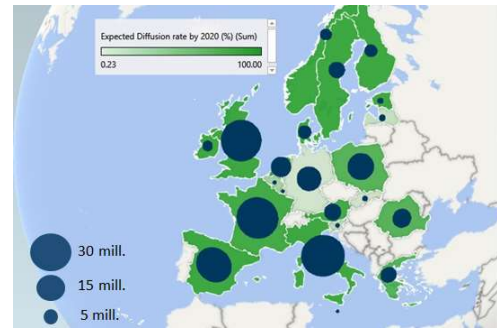 Expected Diffusion rate by 2020 (%) (Sum)
0.23 100.00
30 mill.
15 mill.
5 mill.